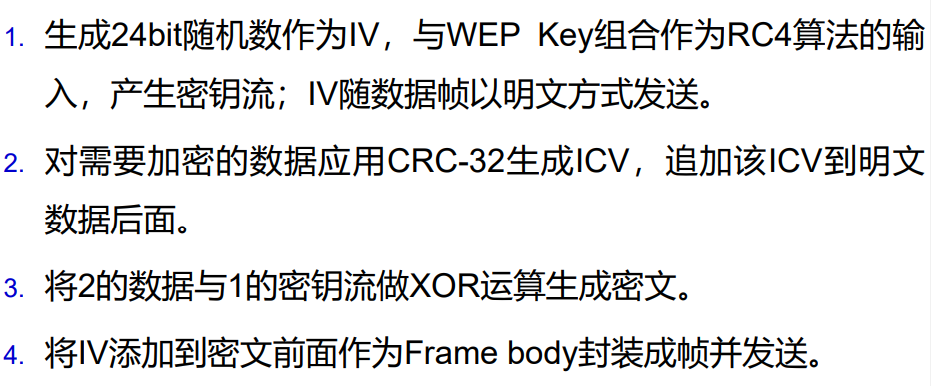 1. 生成24bit随机数作为IV，与WEP Key组合作为RC4算法的输
入，产生密钥流；IV随数据帧以明文方式发送。
2. 对需要加密的数据应用CRC-32生成ICV，追加该ICV到明文
数据后面。
3. 将2的数据与1的密钥流做XOR运算生成密文。
4. 将IV添加到密文前面作为Frame body封装成帧并发送。